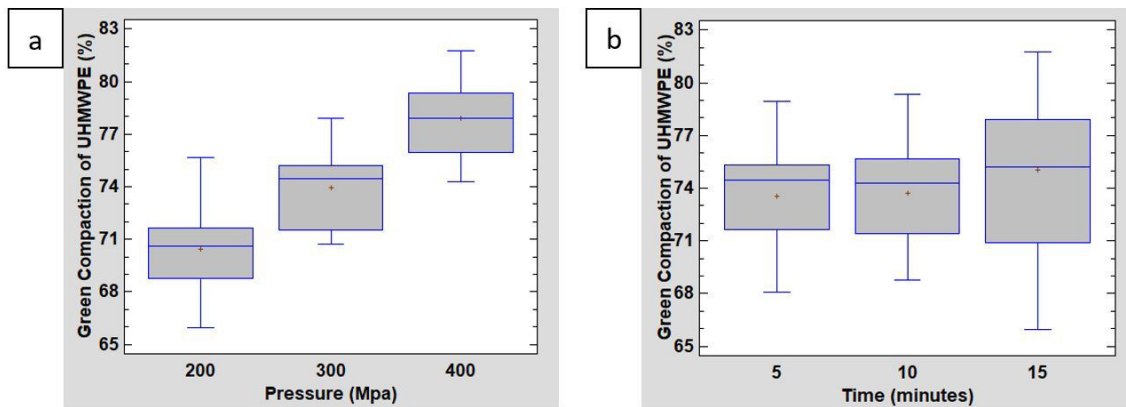 a
Green Compaction of UHMWPE (%)
83
80
77
74
71
68
65
200 300 400
Pressure (Mpa)
b
Green Compaction of UHMWPE (%)
83
80
77
74
71
68
65
5 10 15
Time (minutes)